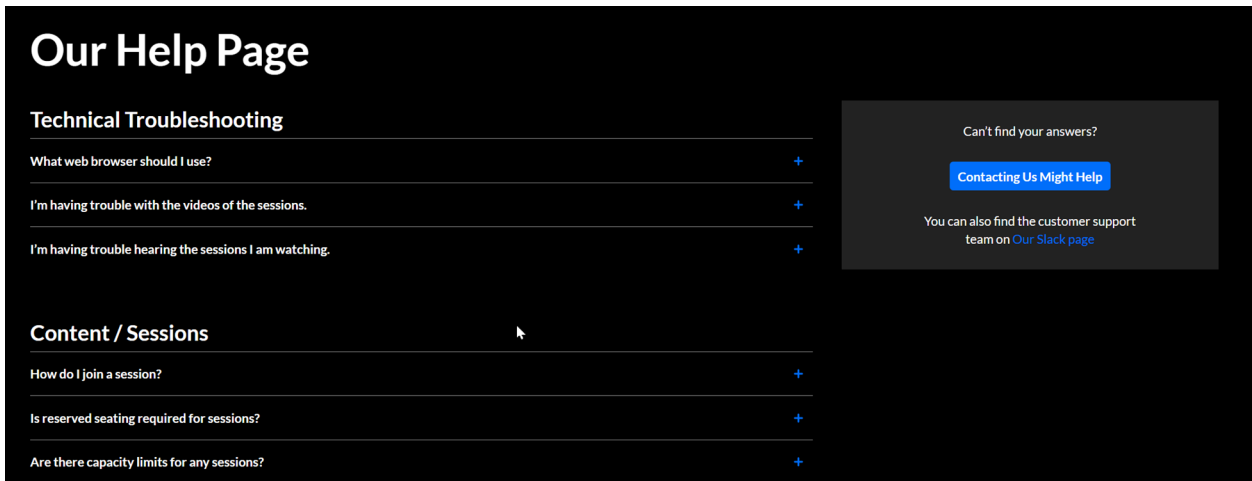 Our Help Page
Technical Troubleshooting
What web browser should I use?
I'm having trouble with the videos of the sessions.
I'm having trouble hearing the sessions I am watching.
Can't find your answers?
Contacting Us Might Help
You can also find the customer support
team on Our Slack page
Content / Sessions
How do I join a session?
Is reserved seating required for sessions?
Are there capacity limits for any sessions?